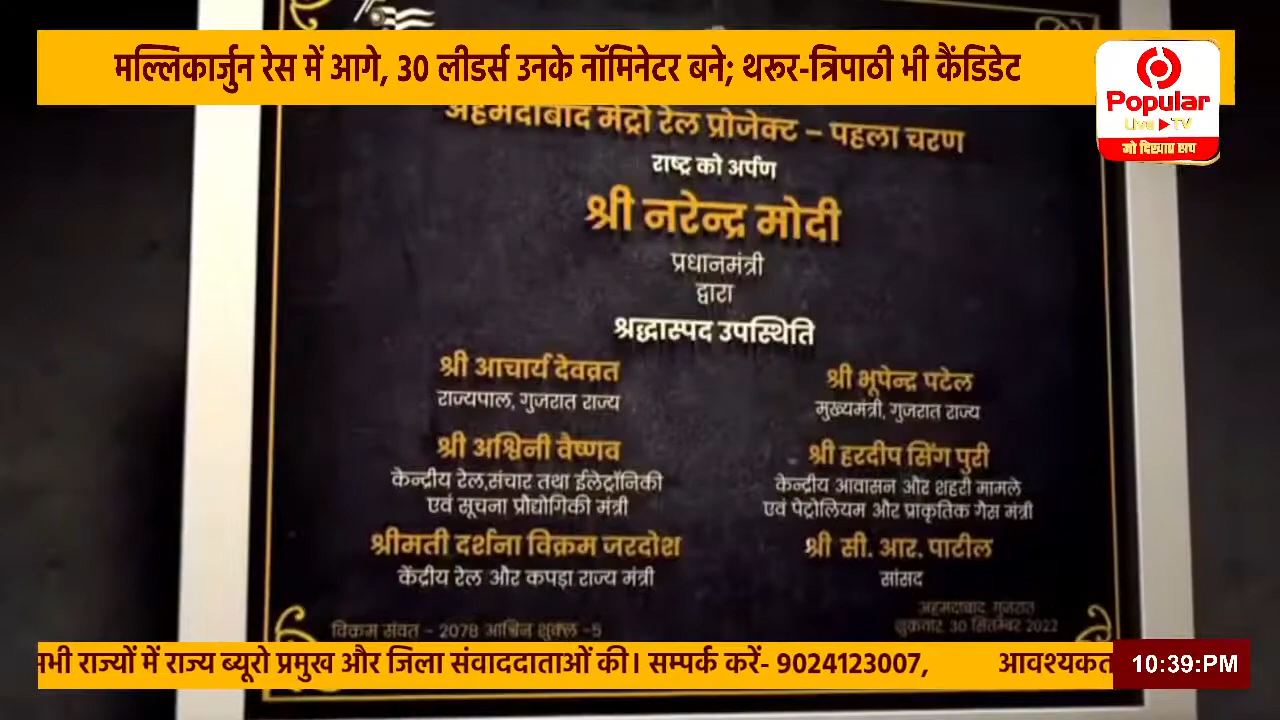 मल्लिकार्जुन रेस में आगे, 30 लीडर्स उनके नॉमिनेटर बने; थरूर-त्रिपाठी भी कैंडिडेट
Popular
Live TV
जो दिखाए छाप
अहमदाबाद मेट्रो रेल प्रोजेक्ट – पहला चरण
राष्ट्र को अर्पण
श्री नरेन्द्र मोदी
प्रधानमंत्री
द्वारा
श्रद्धास्पद उपस्थिति
श्री आचार्य देवव्रत
राज्यपाल, गुजरात राज्य
श्री भूपेन्द्र पटेल
मुख्यमंत्री, गुजरात राज्य
श्री अश्विनी वैष्णव
केन्द्रीय रेल,संचार तथा ईलेट्रॉनिकी
एवं सूचना प्रौद्योगिकी मंत्री
श्री हरदीप सिंग पुरी
केन्द्रीय आवासन और शहरी मामले
एवं पेट्रोलियम और प्राकृतिक गैस मंत्री
श्रीमती दर्शना विक्रम जरदोश
केंद्रीय रेल और कपड़ा राज्य मंत्री
श्री सी. आर. पाटील
सांसद
अहमदाबाद, गुजरात
विक्रम संवत - 2078 आश्विन शुक्ल -5
शुक्रवार, 30 सितम्बर 2022
राज्यों में राज्य ब्यूरो प्रमुख और जिला संवाददाताओं की। सम्पर्क करें- 9024123007, आवश्यकत
10:39:PM